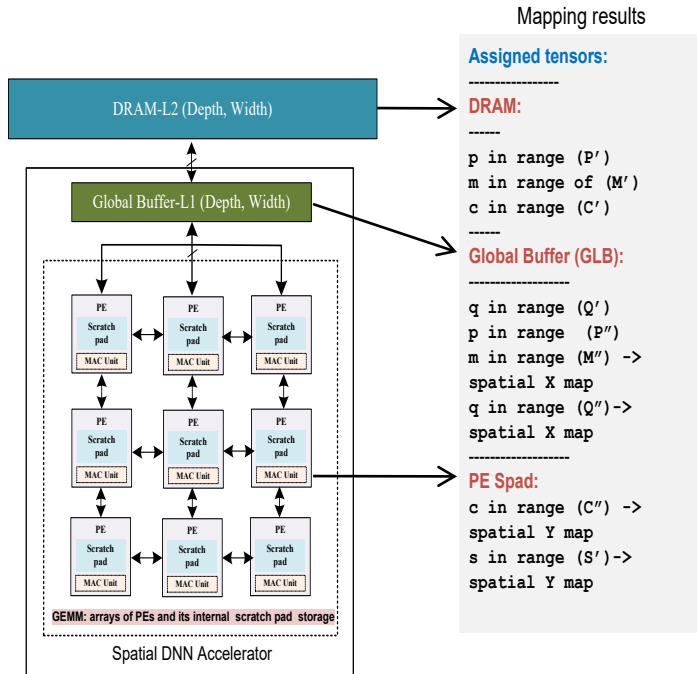 Mapping results
Assigned tensors:
-----------------
DRAM:
------
p in range (P’)
m in range of (M’)
c in range (C’)
------
Global Buffer (GLB):
-------------------
q in range (Q’)
p in range  (P”)
m in range (M”) ->
spatial X map
q in range (Q”)->
spatial X map
-------------------
PE Spad:
c in range (C”) ->
spatial Y map
s in range (S’)->
spatial Y map
DRAM-L2 (Depth, Width)
Global Buffer-L1 (Depth, Width)
PE
Scratch
pad
MAC Unit
PE
Scratch
pad
MAC Unit
PE
Scratch
pad
MAC Unit
PE
Scratch
pad
MAC Unit
PE
Scratch
pad
MAC Unit
PE
Scratch
pad
MAC Unit
PE
Scratch
pad
MAC Unit
PE
Scratch
pad
MAC Unit
PE
Scratch
pad
MAC Unit
GEMM: arrays of PEs and its internal scratch pad storage
Spatial DNN Accelerator